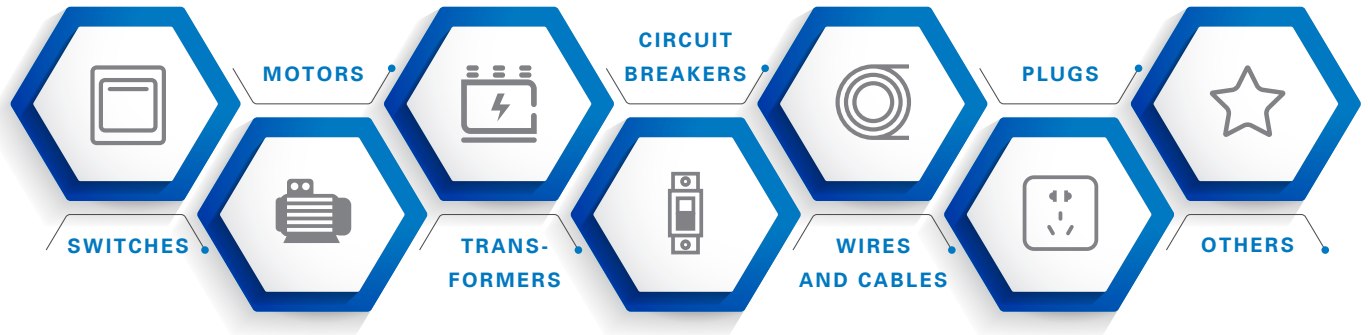 SWITCHES
MOTORS
TRANS-
FORMERS
CIRCUIT
BREAKERS
WIRES
AND CABLES
PLUGS
OTHERS